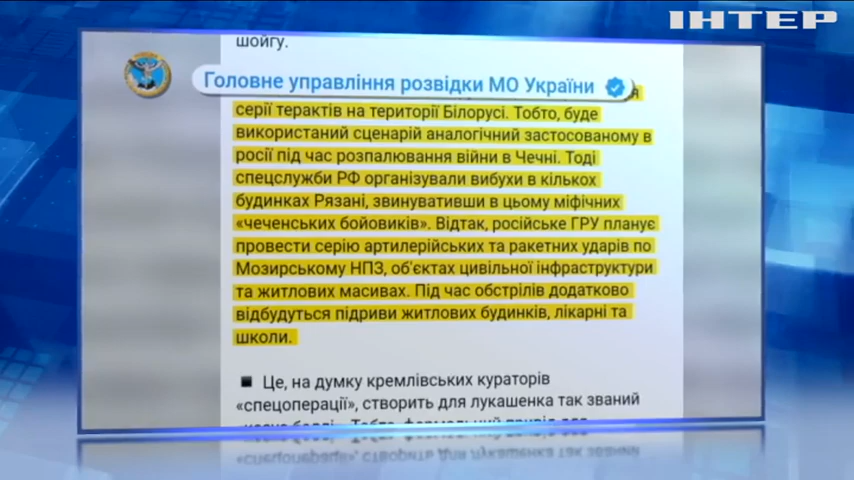 ІНТЕР
шойгу.
Головне управління розвідки МО України
серії терактів на території Білорусі. Тобто, буде
використаний сценарій аналогічний застосованому в
росії під час розпалювання війни в Чечні. Тоді
спецслужби РФ організували вибухи в кількох
будинках Рязані, звинувативши в цьому міфічних
«чеченських бойовиків». Відтак, російське ГРУ планує
провести серію артилерійських та ракетних ударів по
Мозирському НПЗ, об'єктах цивільної інфраструктури
та житлових масивах. Під час обстрілів додатково
відбудуться підриви житлових будинків, лікарні та
школи.
◾ Це, на думку кремлівських кураторів
«спецоперації», створить для лукашенка так званий